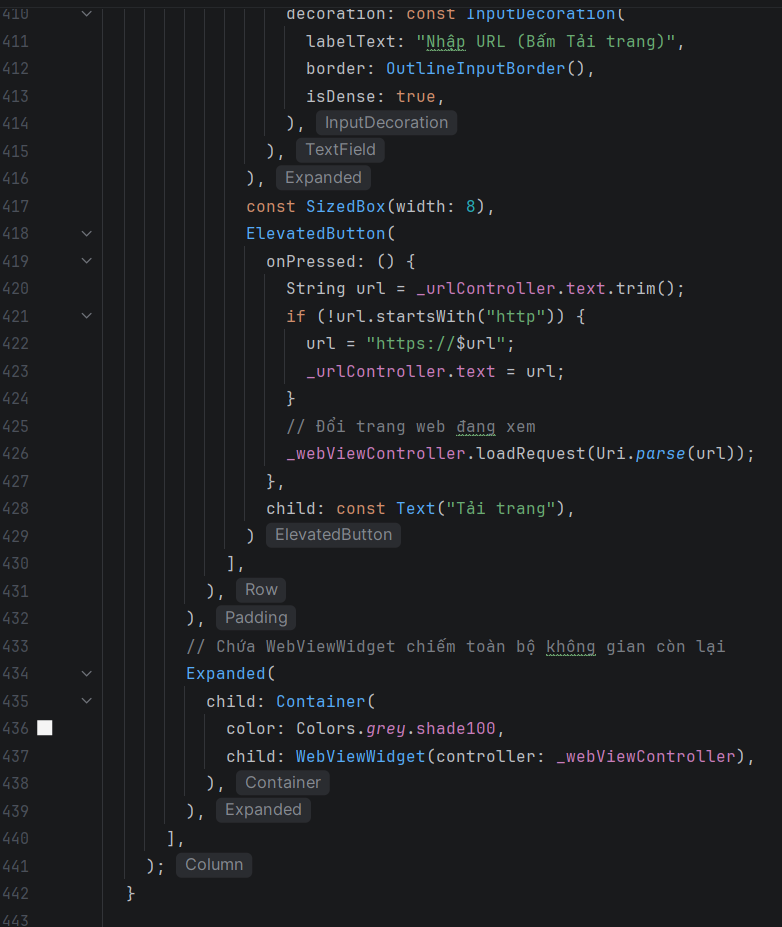 410 decoration: const InputDecoration(
411 labelText: "Nhập URL (Bấm Tải trang)",
412 border: OutlineInputBorder(),
413 isDense: true,
414 ), InputDecoration
415 ), TextField
416 ), Expanded
417 const SizedBox(width: 8),
418 ElevatedButton(
419 onPressed: () {
420 String url = _urlController.text.trim();
421 if (!url.startsWith("http")) {
422 url = "https://$url";
423 _urlController.text = url;
424 }
425 // Đổi trang web đang xem
426 _webViewController.loadRequest(Uri.parse(url));
427 },
428 child: const Text("Tải trang"),
429 ) ElevatedButton
430 ],
431 ), Row
432 ), Padding
433 // Chứa WebViewWidget chiếm toàn bộ không gian còn lại
434 Expanded(
435 child: Container(
436 color: Colors.grey.shade100,
437 child: WebViewWidget(controller: _webViewController),
438 ), Container
439 ), Expanded
440 ],
441 ); Column
442 }
443